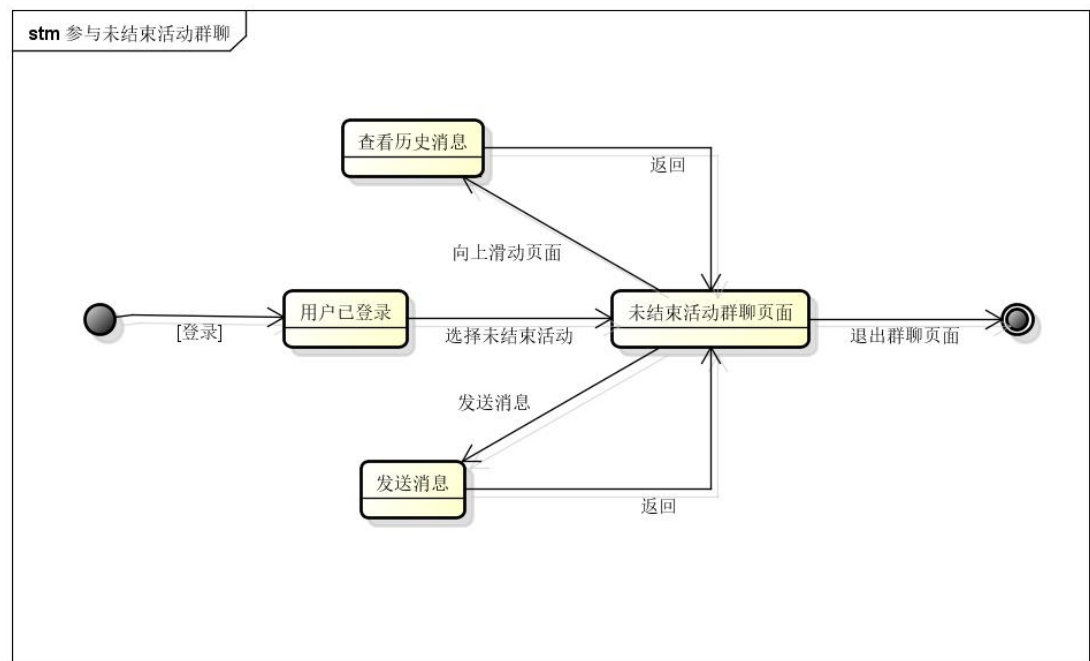 stm 参与未结束活动群聊
查看历史消息
返回
向上滑动页面
用户已登录
未结束活动群聊页面
[登录]
选择未结束活动
退出群聊页面
发送消息
发送消息
返回